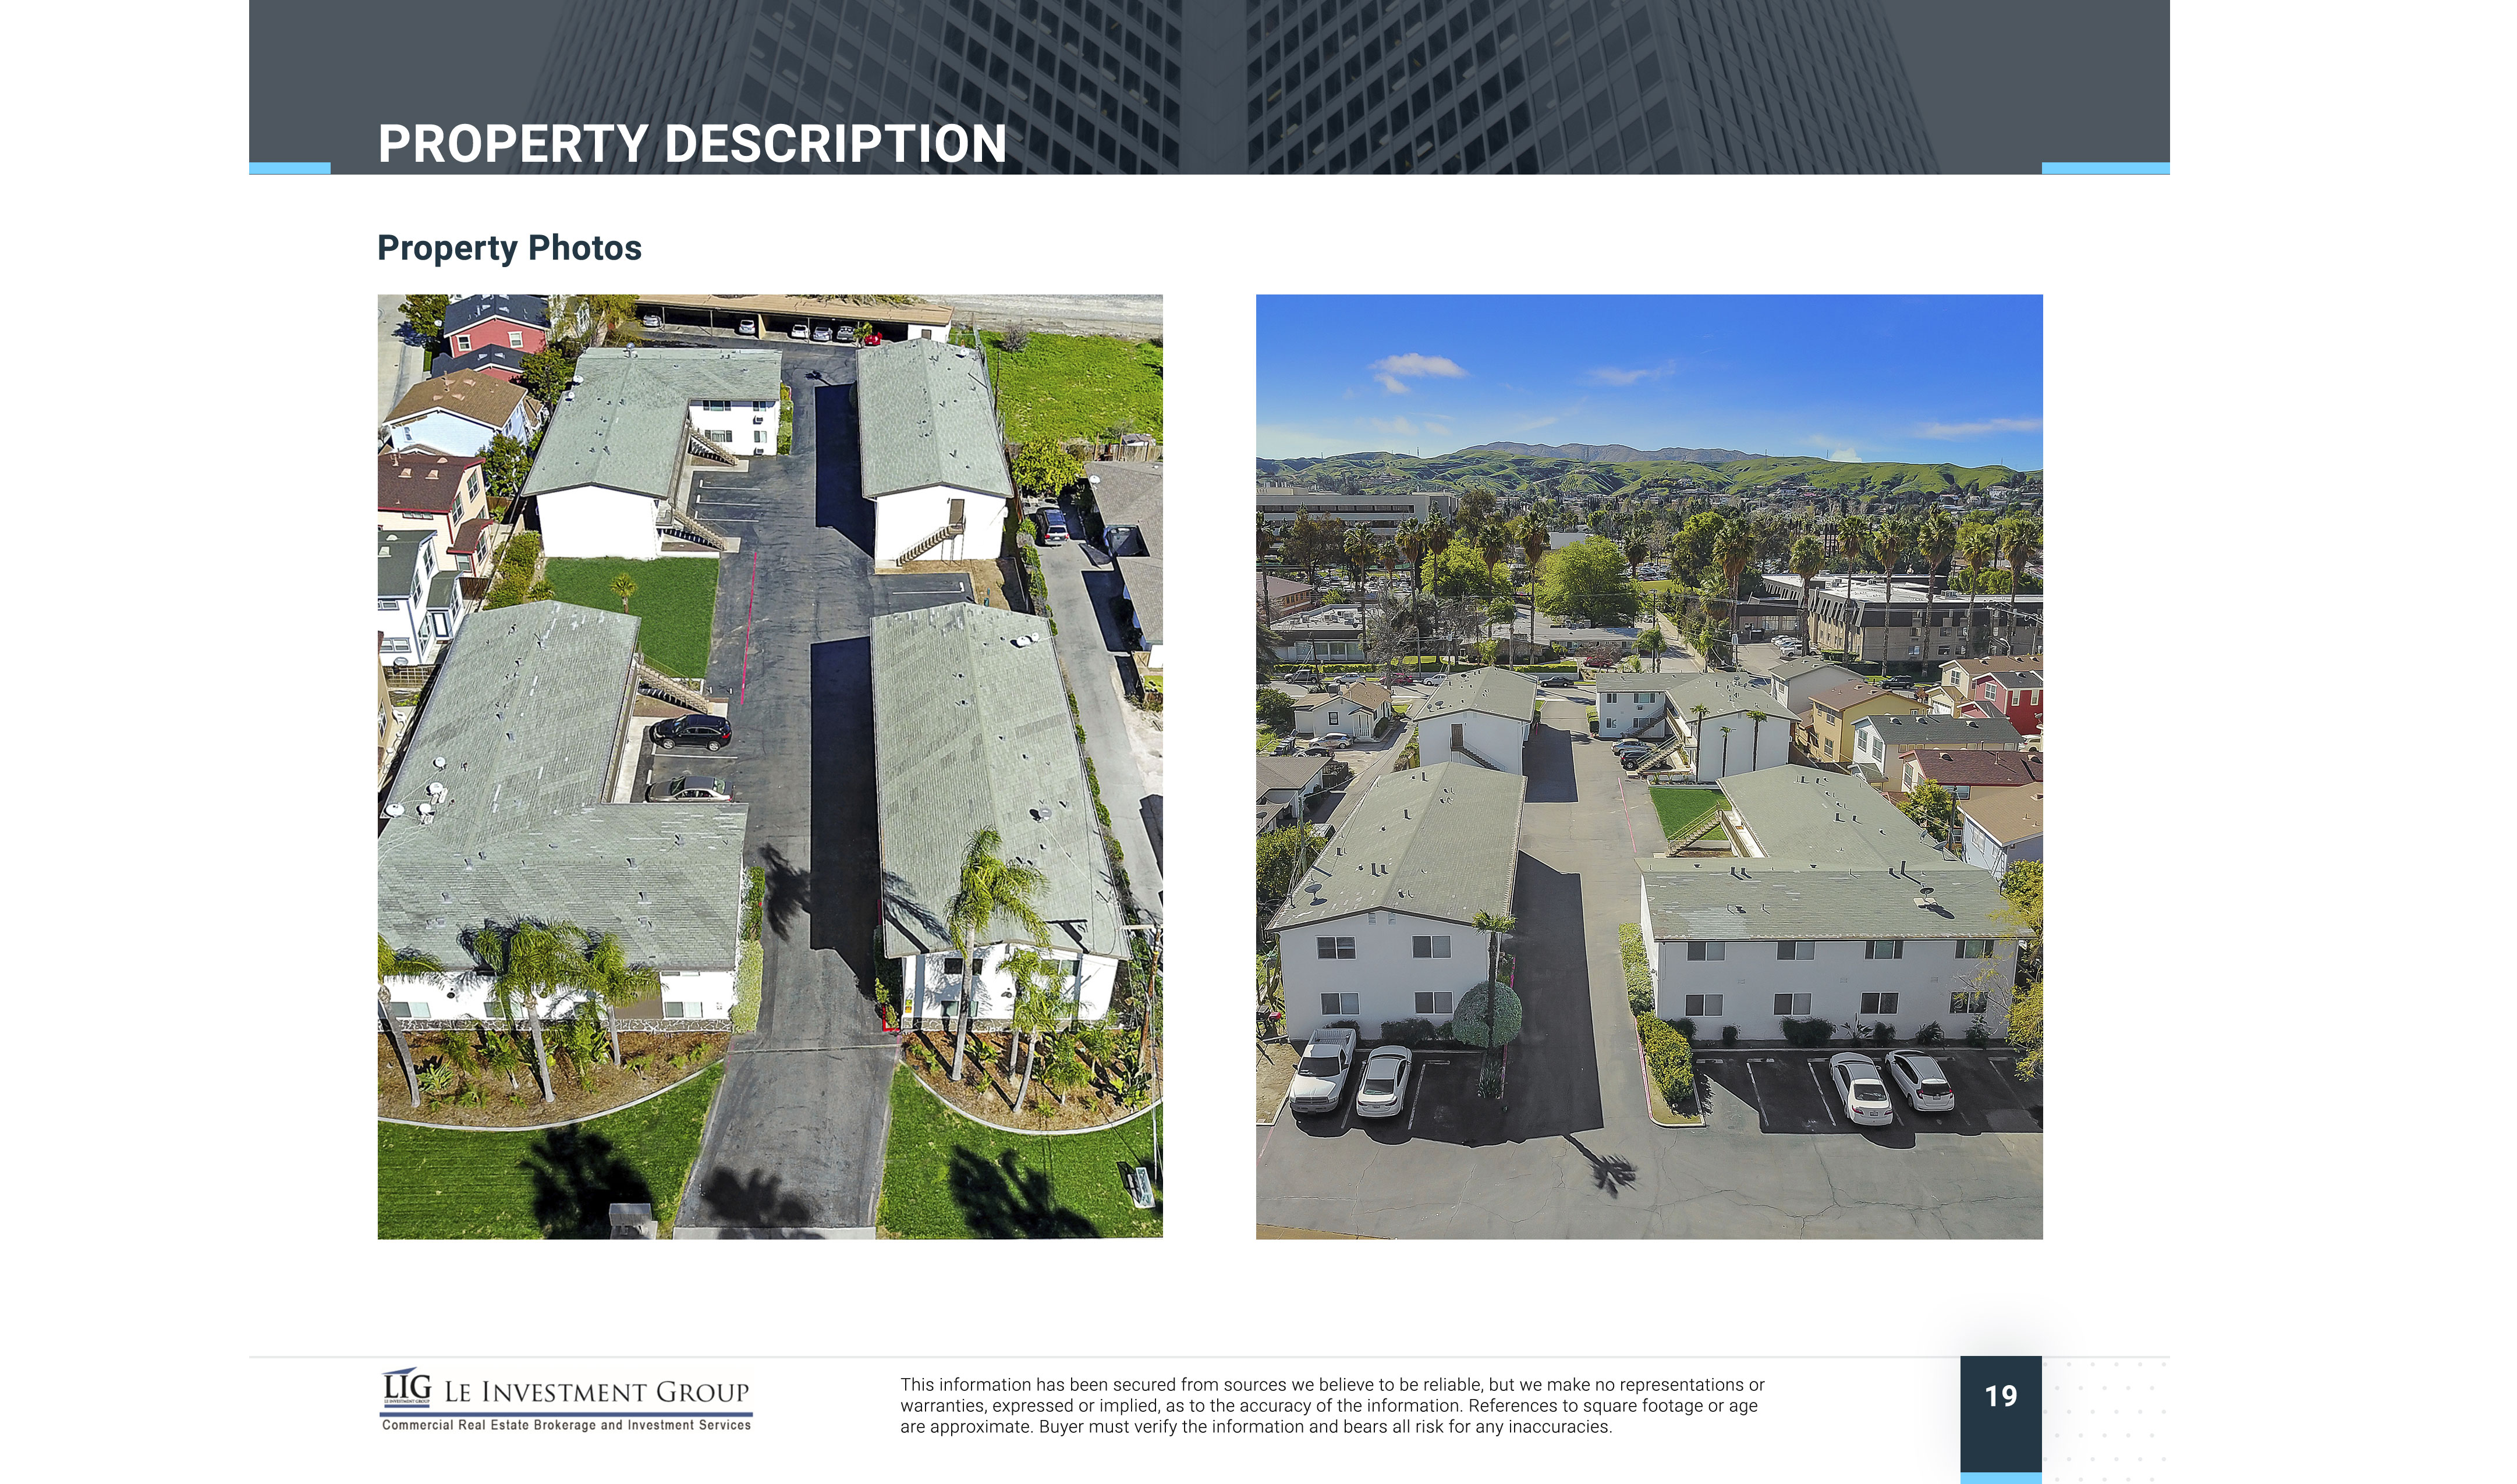 PROPERTY DESCRIPTION
Property Photos
LIG LE INVESTMENT GROUP
Commercial Real Estate Brokerage and Investment Services
This information has been secured from sources we believe to be reliable, but we make no representations or
warranties, expressed or implied, as to the accuracy of the information. References to square footage or age
are approximate. Buyer must verify the information and bears all risk for any inaccuracies.
19